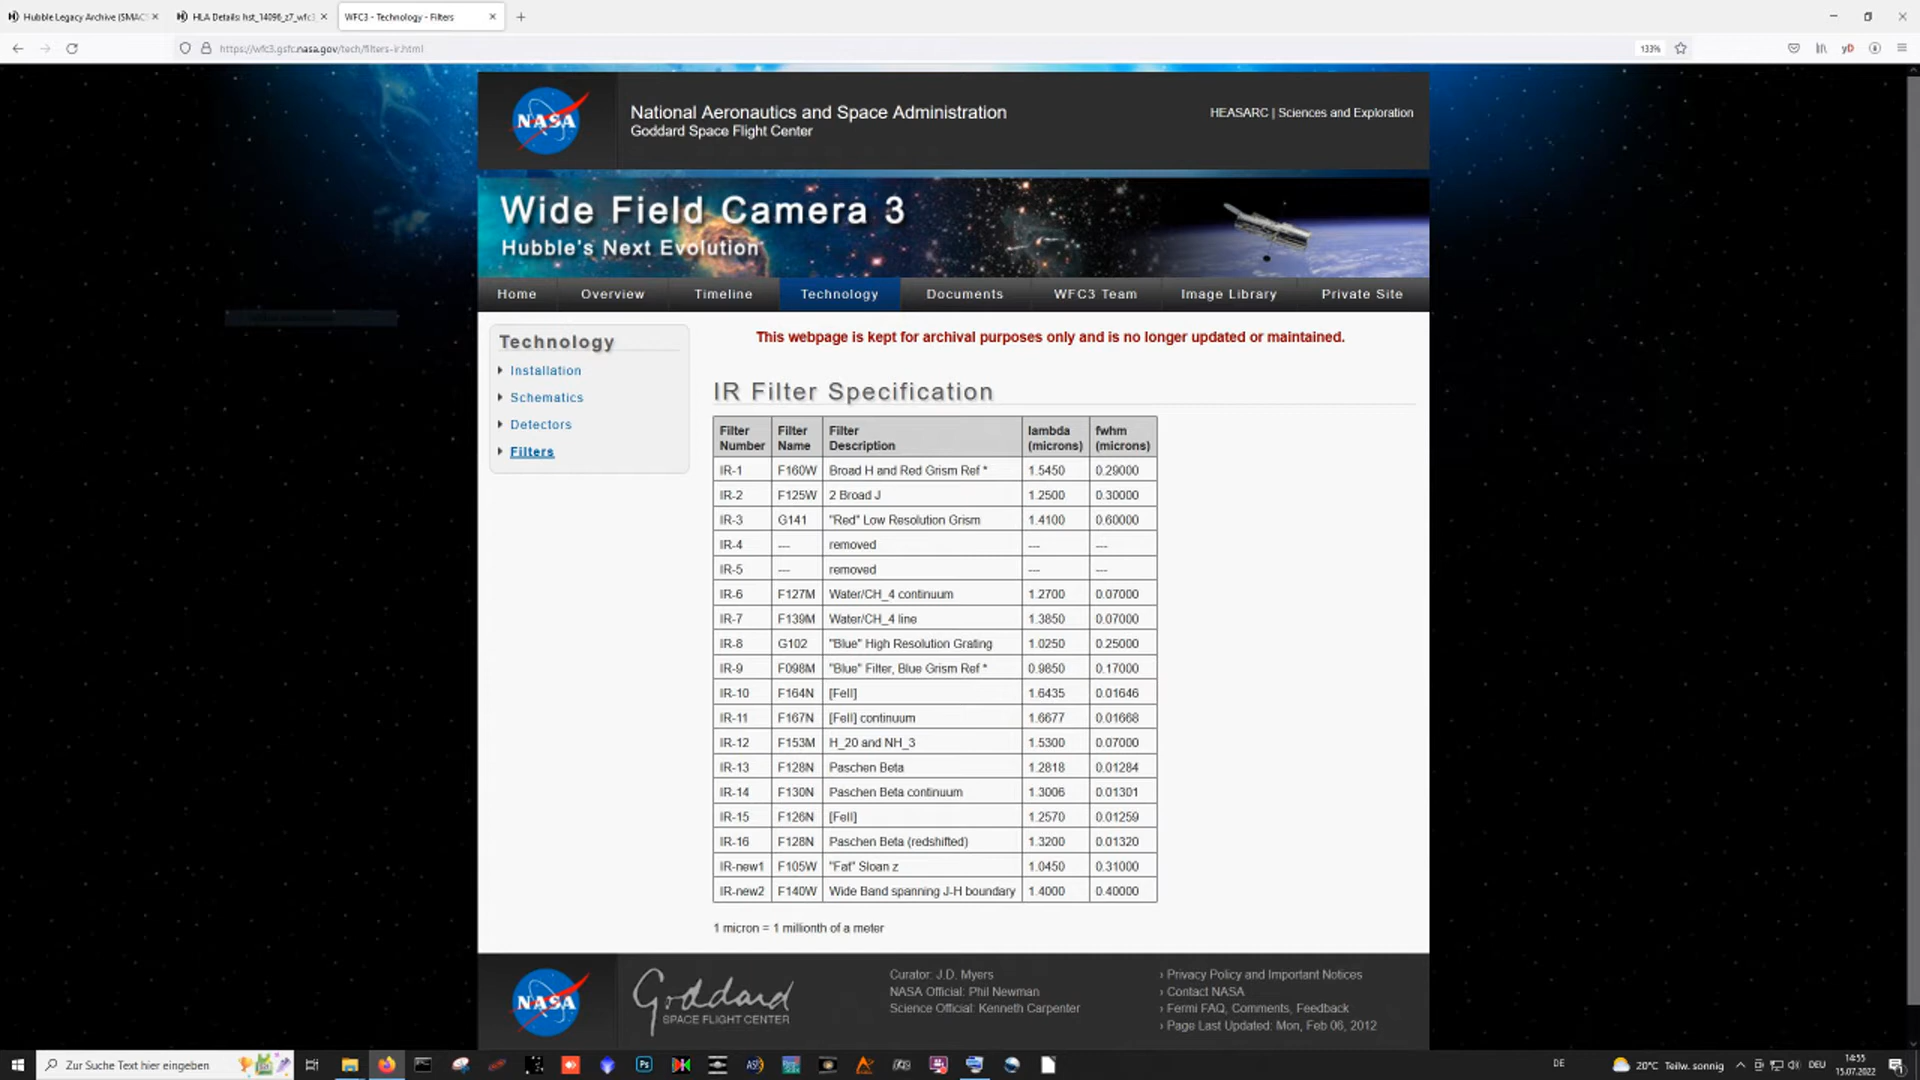 Hubble Legacy Archive (SMACS
HLA Details: hst_14096_z7_wfc3
WFC3 - Technology - Filters
https://wfc3.gsfc.nasa.gov/tech/filters-ir.html
133%
yD
NASA
National Aeronautics and Space Administration
Goddard Space Flight Center
HEASARC | Sciences and Exploration
Wide Field Camera 3
Hubble's Next Evolution
Home Overview Timeline Technology Documents WFC3 Team Image Library Private Site
Technology
Installation
Schematics
Detectors
Filters
This webpage is kept for archival purposes only and is no longer updated or maintained.
IR Filter Specification
Filter Number Filter Name Filter Description lambda (microns) fwhm (microns)
IR-1 F160W Broad H and Red Grism Ref * 1.5450 0.29000
IR-2 F125W 2 Broad J 1.2500 0.30000
IR-3 G141 "Red" Low Resolution Grism 1.4100 0.60000
IR-4 --- removed --- ---
IR-5 --- removed --- ---
IR-6 F127M Water/CH_4 continuum 1.2700 0.07000
IR-7 F139M Water/CH_4 line 1.3850 0.07000
IR-8 G102 "Blue" High Resolution Grating 1.0250 0.25000
IR-9 F098M "Blue" Filter, Blue Grism Ref * 0.9850 0.17000
IR-10 F164N [FeII] 1.6435 0.01646
IR-11 F167N [FeII] continuum 1.6677 0.01668
IR-12 F153M H_20 and NH_3 1.5300 0.07000
IR-13 F128N Paschen Beta 1.2818 0.01284
IR-14 F130N Paschen Beta continuum 1.3006 0.01301
IR-15 F126N [FeII] 1.2570 0.01259
IR-16 F128N Paschen Beta (redshifted) 1.3200 0.01320
IR-new1 F105W "Fat" Sloan z 1.0450 0.31000
IR-new2 F140W Wide Band spanning J-H boundary 1.4000 0.40000
1 micron = 1 millionth of a meter
NASA
Goddard
SPACE FLIGHT CENTER
Curator: J.D. Myers
NASA Official: Phil Newman
Science Official: Kenneth Carpenter
› Privacy Policy and Important Notices
› Contact NASA
› Fermi FAQ, Comments, Feedback
› Page Last Updated: Mon, Feb 06, 2012
Zur Suche Text hier eingeben
Ps
DE
20°C Teilw. sonnig
DEU
14:55
15.07.2022